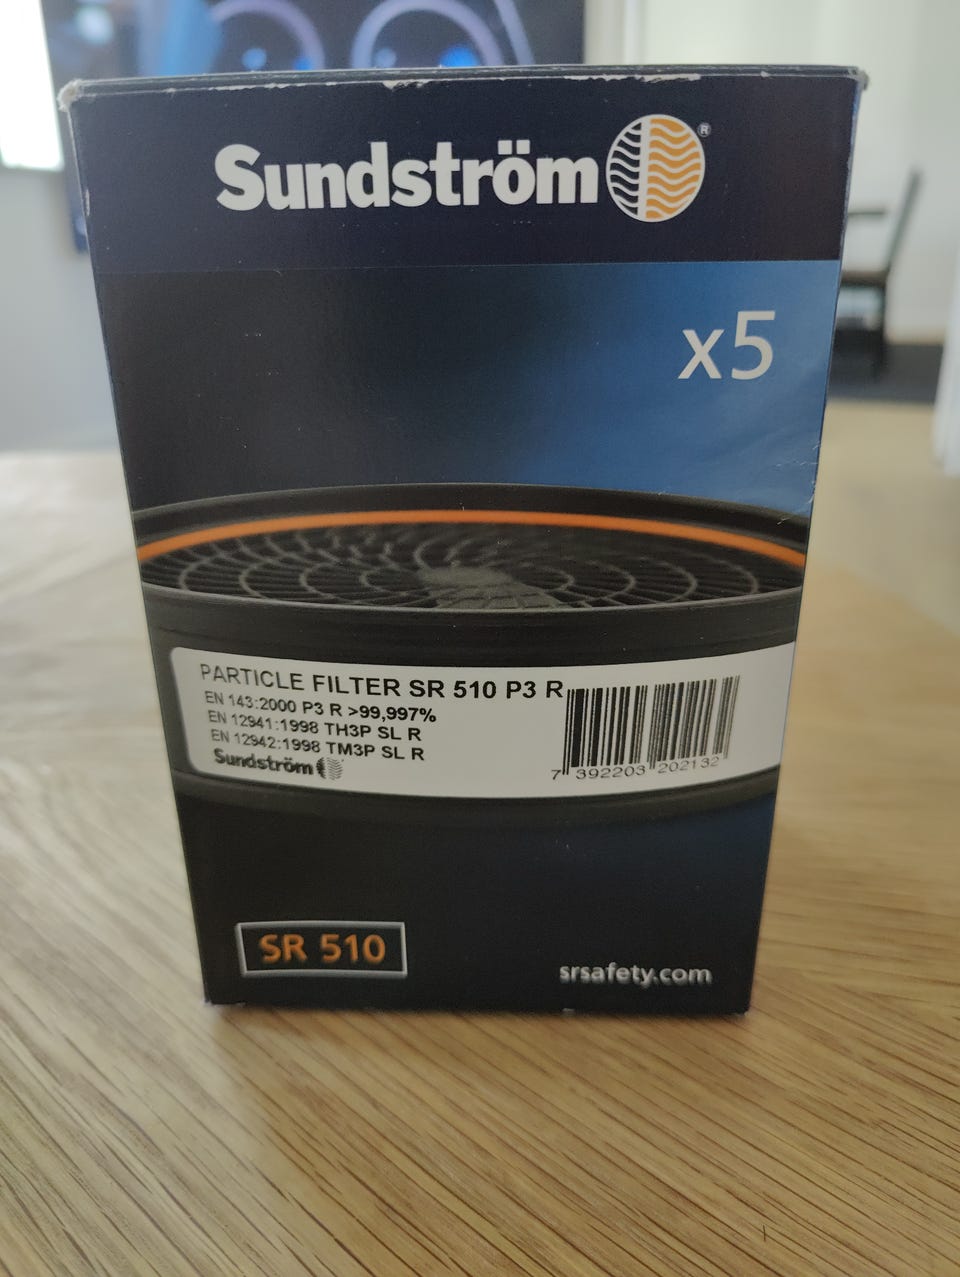 Sundström ®
x5
PARTICLE FILTER SR 510 P3 R
EN 143:2000 P3 R >99,997%
EN 12941:1998 TH3P SL R
EN 12942:1998 TM3P SL R
Sundström
7 392203 202132
SR 510
srsafety.com